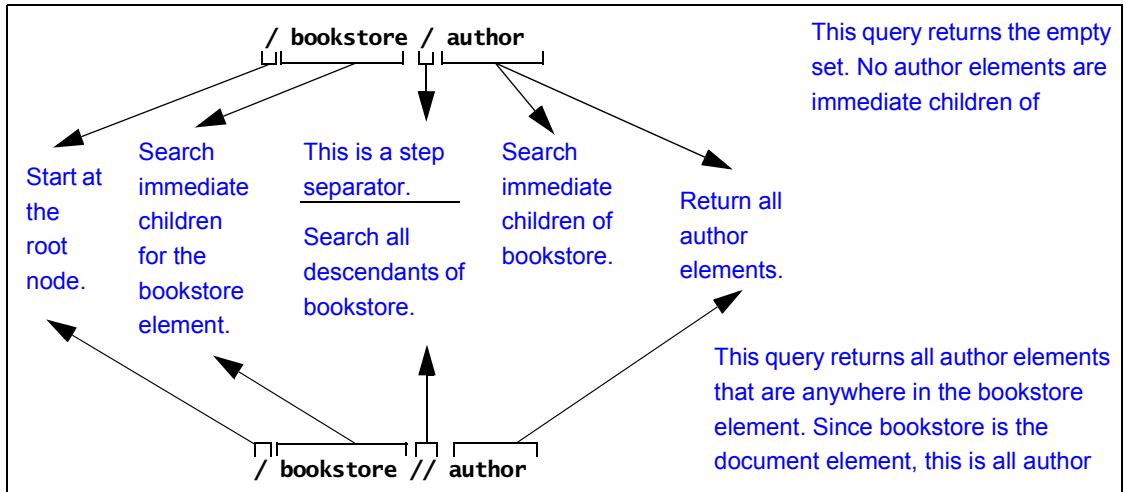 / bookstore / author
This query returns the empty
set. No author elements are
immediate children of
Start at
the
root
node.
Search
immediate
children
for the
bookstore
element.
This is a step
separator.
Search all
descendants of
bookstore.
Search
immediate
children of
bookstore.
Return all
author
elements.
This query returns all author elements
that are anywhere in the bookstore
element. Since bookstore is the
document element, this is all author
/ bookstore // author